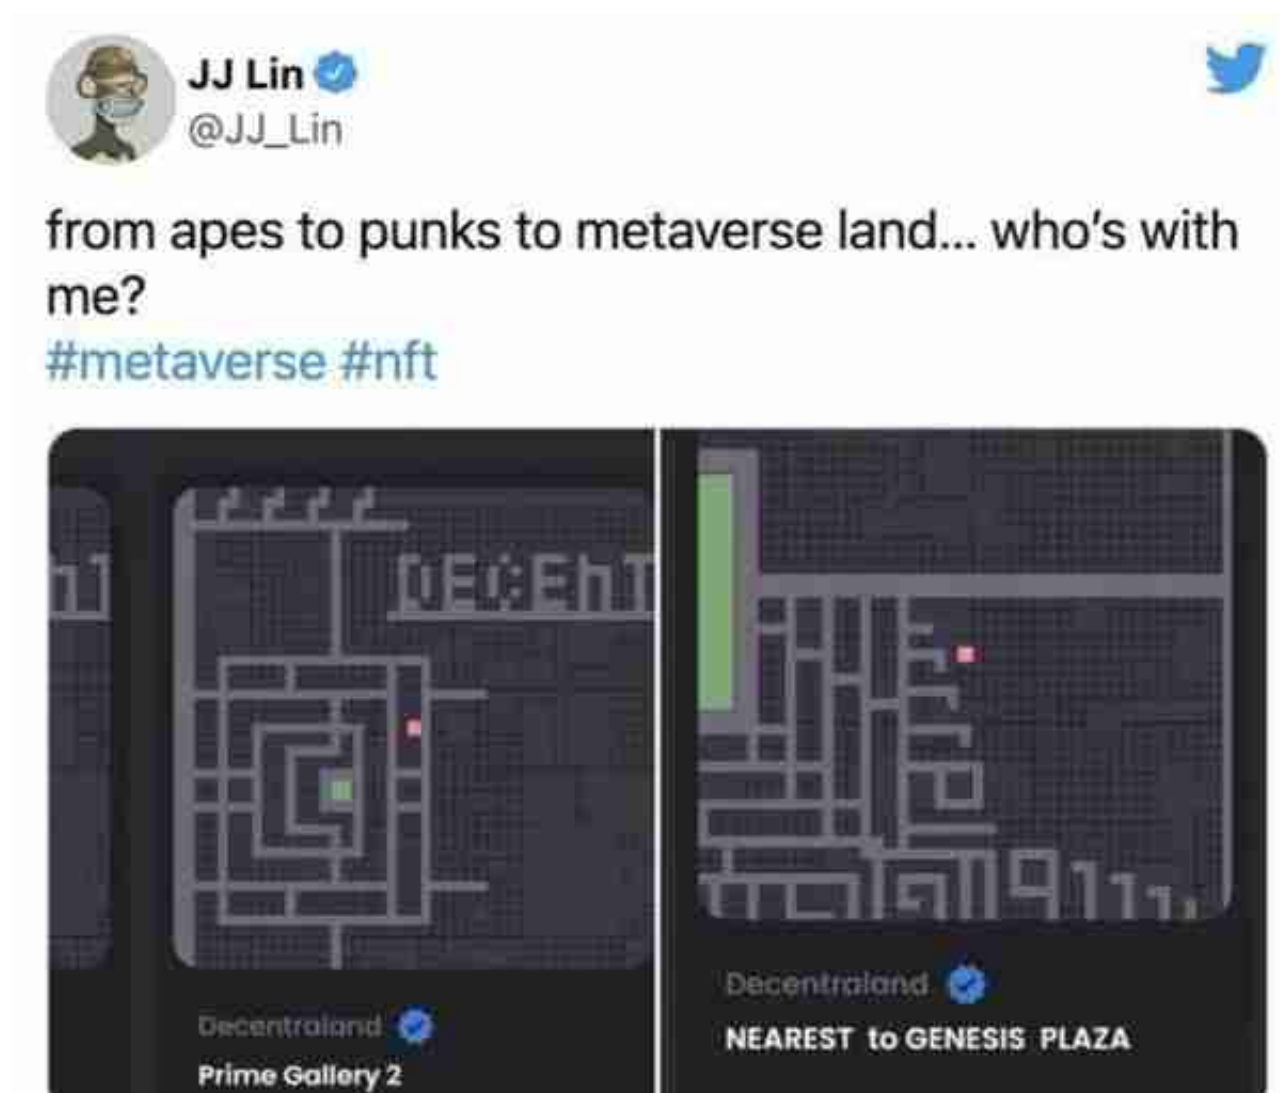 JJ Lin
@JJ_Lin
from apes to punks to metaverse land... who's with
me?
#metaverse #nft
DECENT
Decentraland
Prime Gallery 2
Decentraland
NEAREST to GENESIS PLAZA